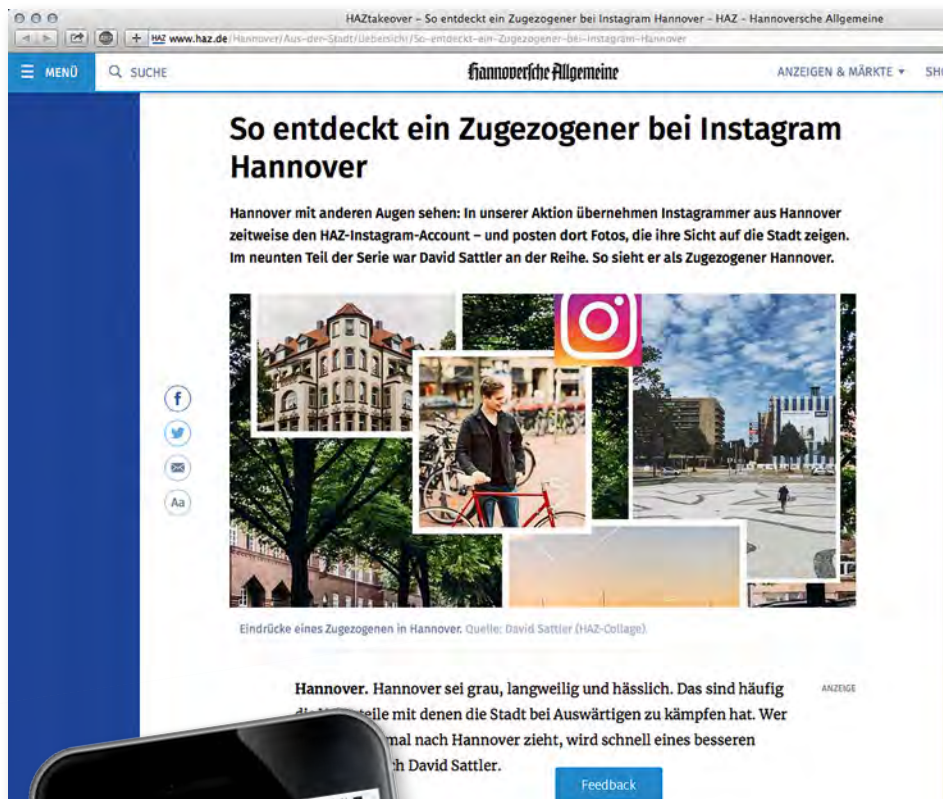 HAZtakeover – So entdeckt ein Zugezogener bei Instagram Hannover – HAZ – Hannoversche Allgemeine
HAZ www.haz.de/Hannover/Aus-der-Stadt/Uebersicht/So-entdeckt-ein-Zugezogener-bei-Instagram-Hannover
MENÜ
SUCHE
Hannoversche Allgemeine
ANZEIGEN & MÄRKTE
So entdeckt ein Zugezogener bei Instagram
Hannover
Hannover mit anderen Augen sehen: In unserer Aktion übernehmen Instagrammer aus Hannover
zeitweise den HAZ-Instagram-Account – und posten dort Fotos, die ihre Sicht auf die Stadt zeigen.
Im neunten Teil der Serie war David Sattler an der Reihe. So sieht er als Zugezogener Hannover.
f
Aa
Eindrücke eines Zugezogenen in Hannover. Quelle: David Sattler (HAZ-Collage)
Hannover. Hannover sei grau, langweilig und hässlich. Das sind häufig
ANZEIGE
mit denen die Stadt bei Auswärtigen zu kämpfen hat. Wer
nach Hannover zieht, wird schnell eines besseren
David Sattler.
Feedback